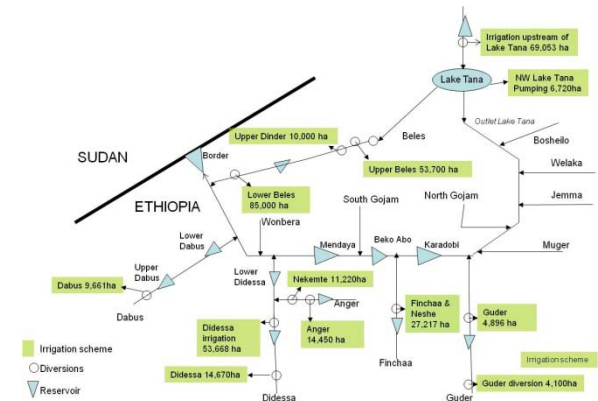 Irrigation upstream of
Lake Tana 69,053 ha
Lake Tana
NW Lake Tana
Pumping 6,720ha
Outlet Lake Tana
Bosheilo
Upper Dinder 10,000 ha
Beles
SUDAN
Border
Upper Beles 53,700 ha
Welaka
ETHIOPIA
Lower Beles
85,000 ha
South Gojam
North Gojam
Jemma
Wonbera
Lower
Dabus
Mendaya
Beko Abo
Karadobi
Muger
Upper
Dabus
Lower
Didessa
Nekemte 11,220ha
Dabus 9,661ha
Dabus
Anger
Didessa
Irrigation
53,668 ha
Anger
14,450 ha
Finchaa &
Neshe
27.217 ha
Guder
4,896 ha
Irrigation scheme
Diversions
Reservoir
Finchaa
Irrigation scheme
Didessa 14,670ha
Guder diversion 4,100ha
Didessa
Guder